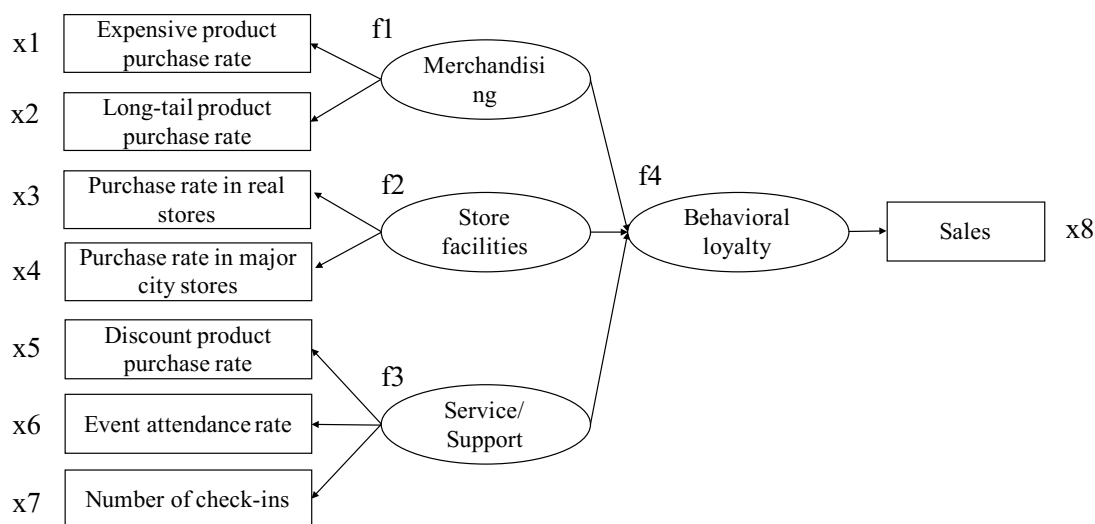 x1
Expensive product
purchase rate
f1
Merchandisi
ng
x2
Long-tail product
purchase rate
x3
Purchase rate in real
stores
f2
Store
facilities
x4
Purchase rate in major
city stores
f4
Behavioral
loyalty
Sales
x8
x5
Discount product
purchase rate
f3
Service/
Support
x6
Event attendance rate
x7
Number of check-ins